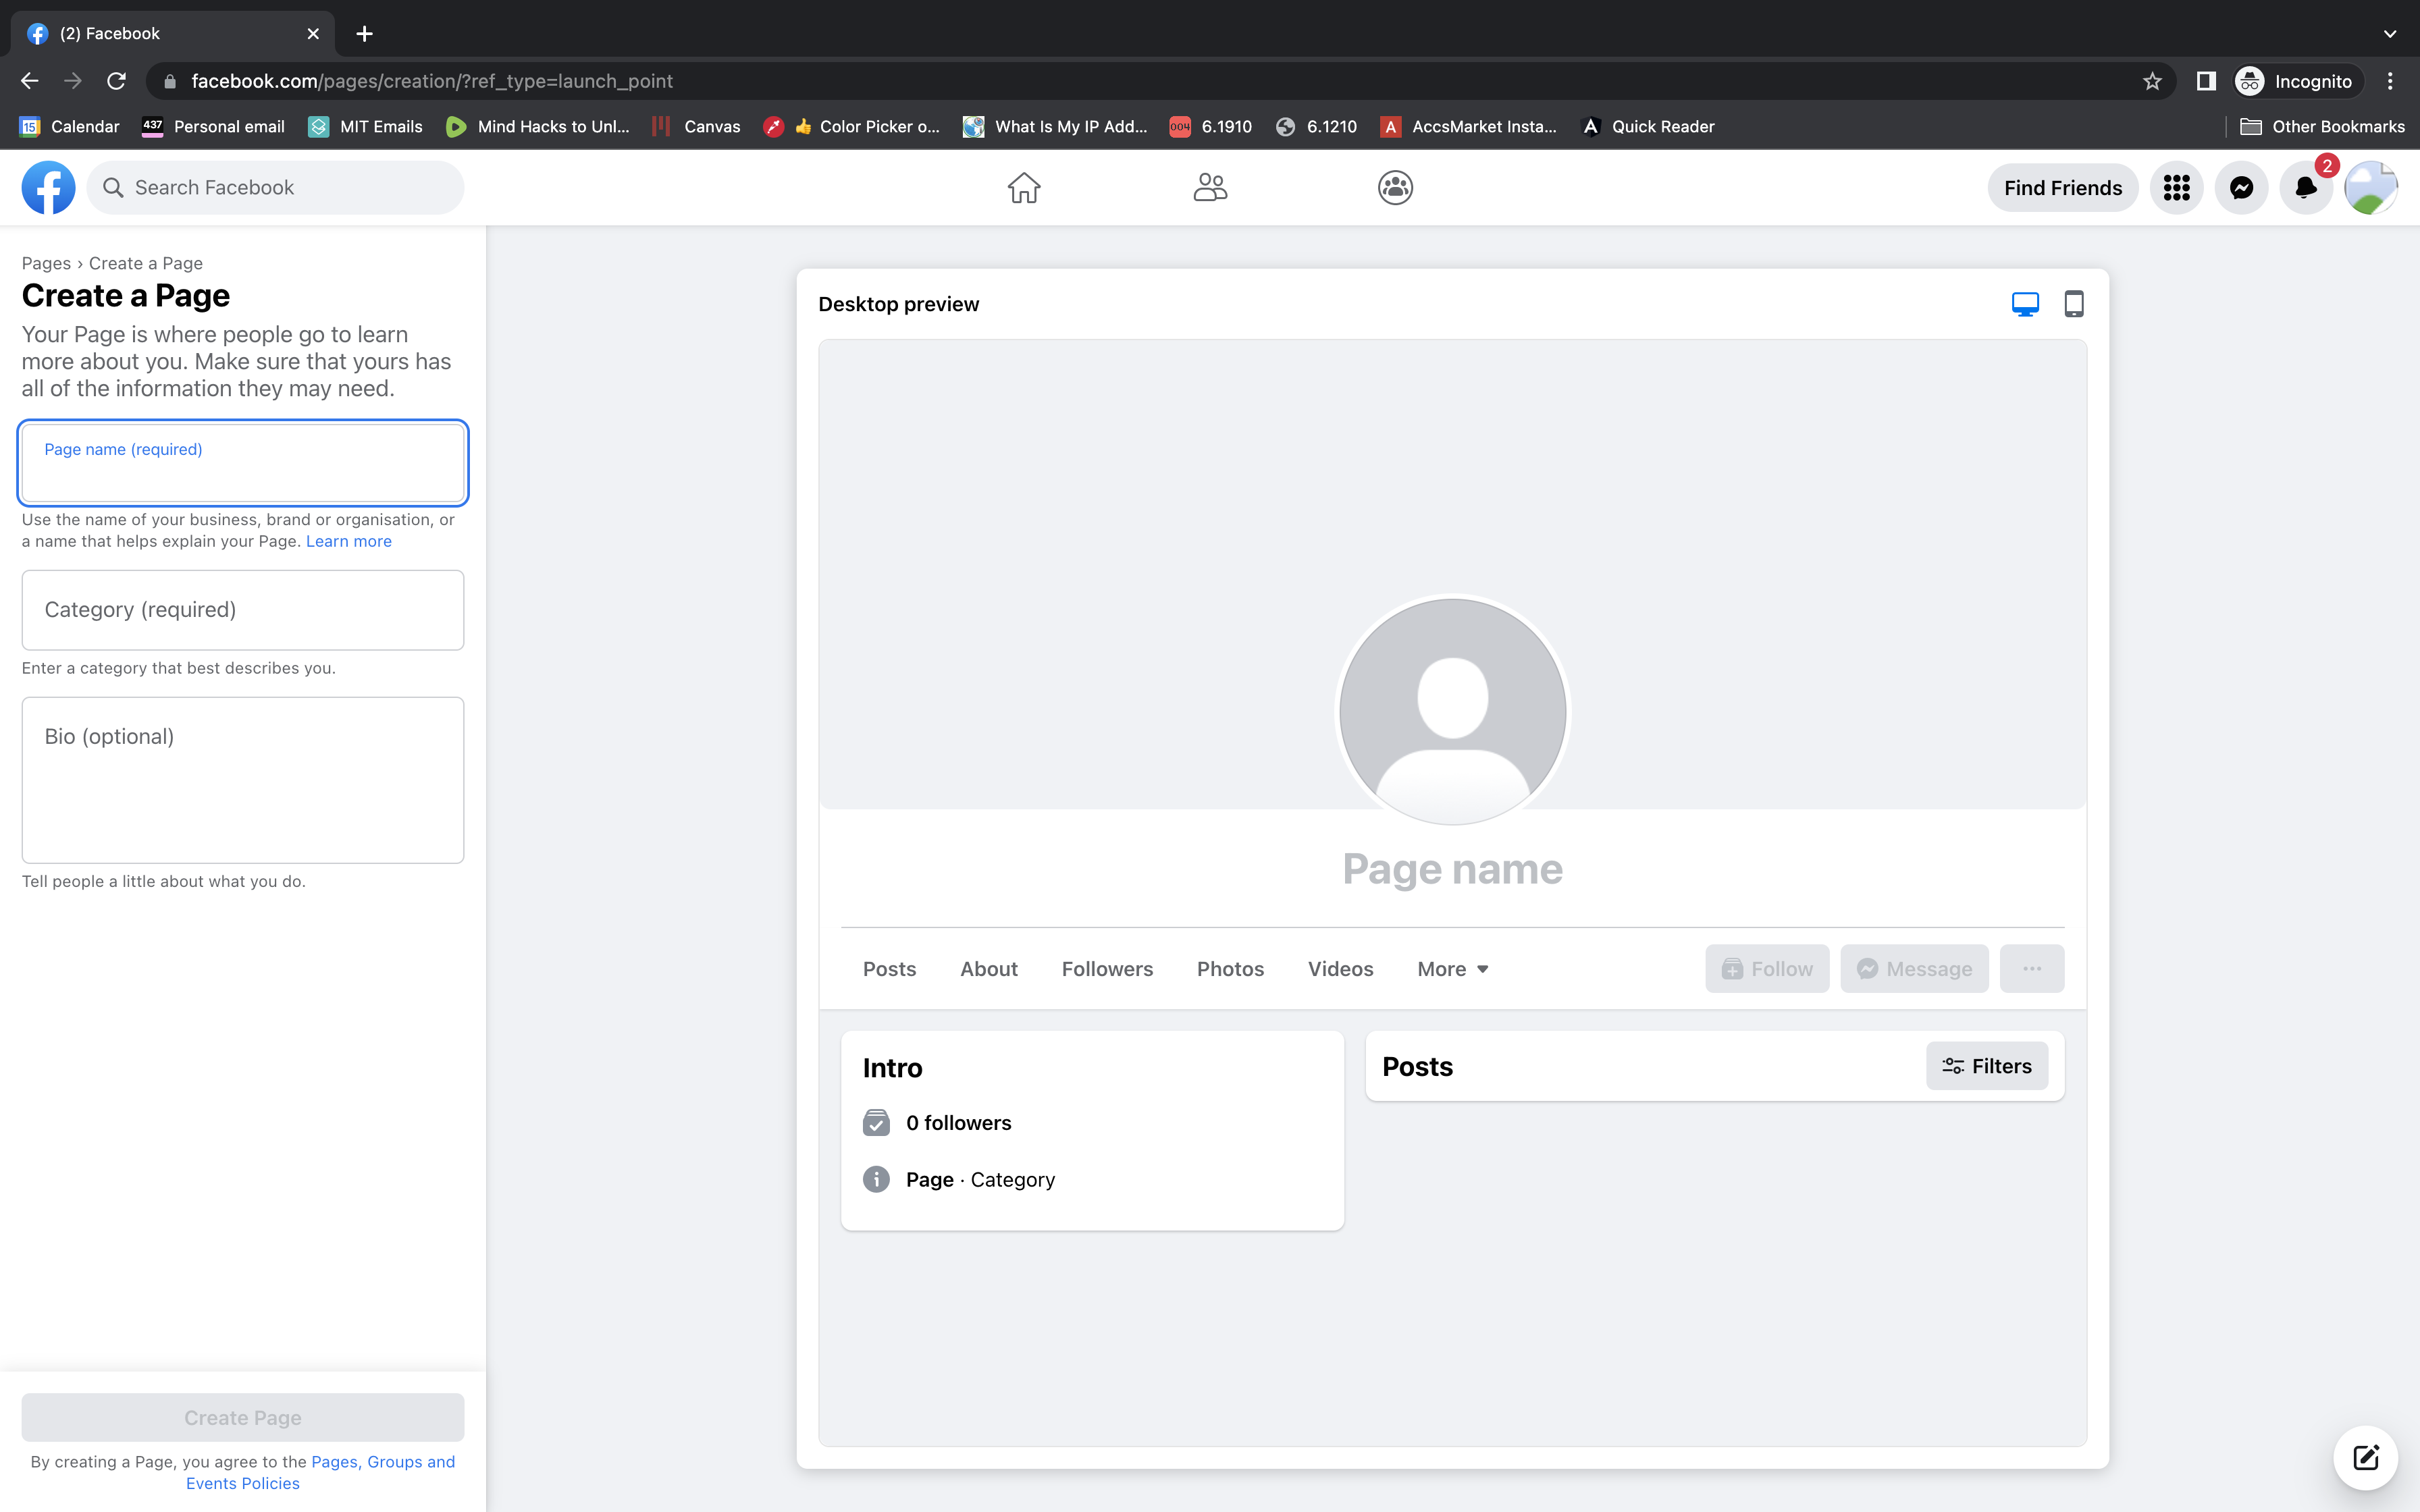 (2) Facebook
facebook.com/pages/creation/?ref_type=launch_point
Incognito
15 Calendar
437 Personal email
MIT Emails
Mind Hacks to Unl...
Canvas
👍 Color Picker o...
What Is My IP Add...
004 6.1910
6.1210
A AccsMarket Insta...
Quick Reader
Other Bookmarks
Search Facebook
Find Friends
2
Pages › Create a Page
Create a Page
Your Page is where people go to learn
more about you. Make sure that yours has
all of the information they may need.
Page name (required)
Use the name of your business, brand or organisation, or
a name that helps explain your Page. Learn more
Category (required)
Enter a category that best describes you.
Bio (optional)
Tell people a little about what you do.
Create Page
By creating a Page, you agree to the Pages, Groups and
Events Policies
Desktop preview
Page name
Posts
About
Followers
Photos
Videos
More
Follow
Message
Intro
0 followers
Page · Category
Posts
Filters